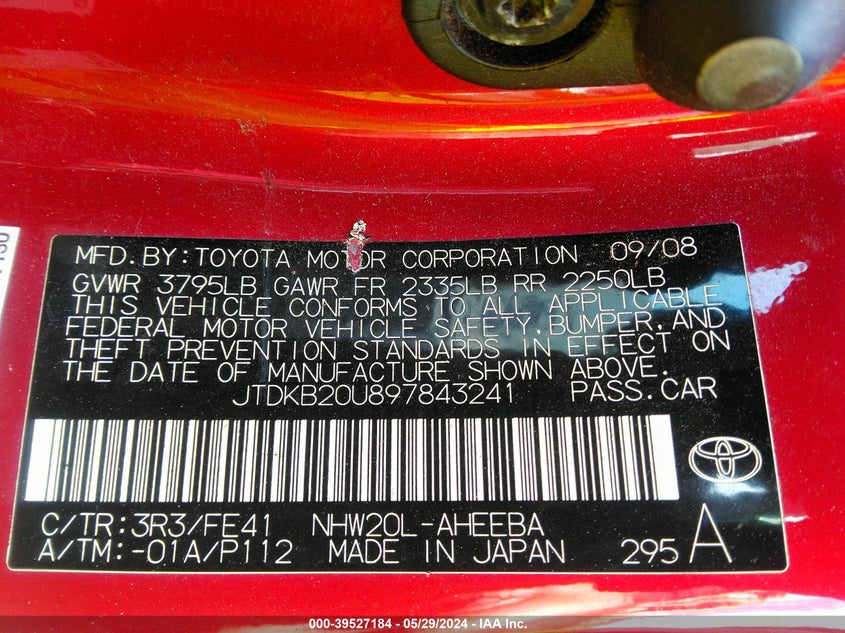 MFD.BY:TOYOTA MOTOR CORPORATION 09/08
GVWR 3795LB GAWR FR 2335LB RR 2250LB
THIS VEHICLE CONFORMS TO ALL APPLICABLE
FEDERAL MOTOR VEHICLE SAFETY,BUMPER,AND
THEFT PREVENTION STANDARDS IN EFFECT ON
THE DATE OF MANUFACTURE SHOWN ABOVE.
JTDKB20U897843241 PASS.CAR
C/TR:3R3/FE41 NHW20L-AHEEBA
A/TM:-01A/P112 MADE IN JAPAN 295 A
000-39527184 - 05/29/2024 - IAA Inc.